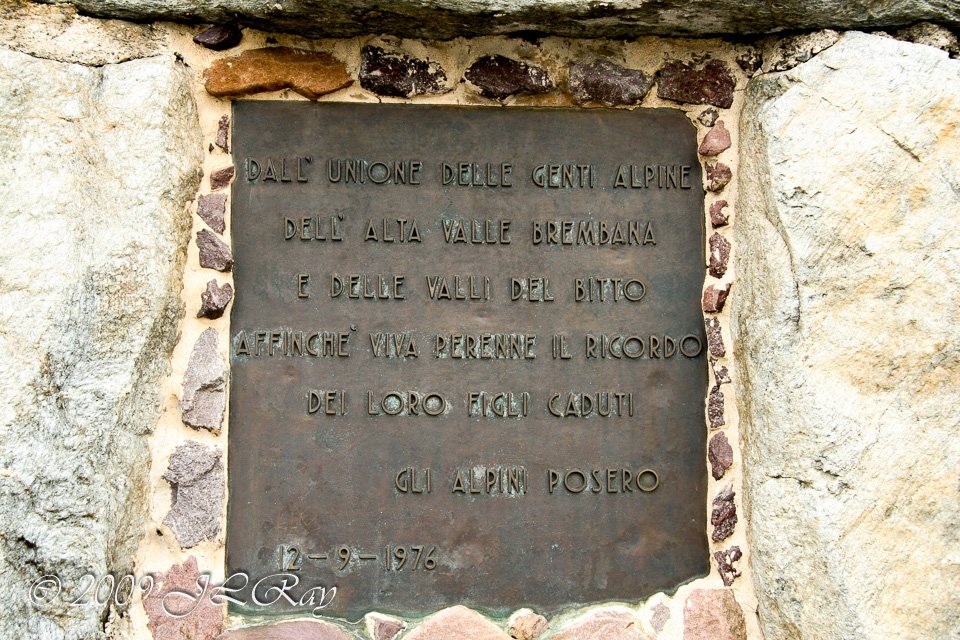 DALL' UNIONE DELLE GENTI ALPINE
DELL' ALTA VALLE BREMBANA
E DELLE VALLI DEL BITTO
AFFINCHE' VIVA PERENNE IL RICORDO
DEI LORO FIGLI CADUTI
GLI ALPINI POSERO
12-9-1976
© 2009 JLRay